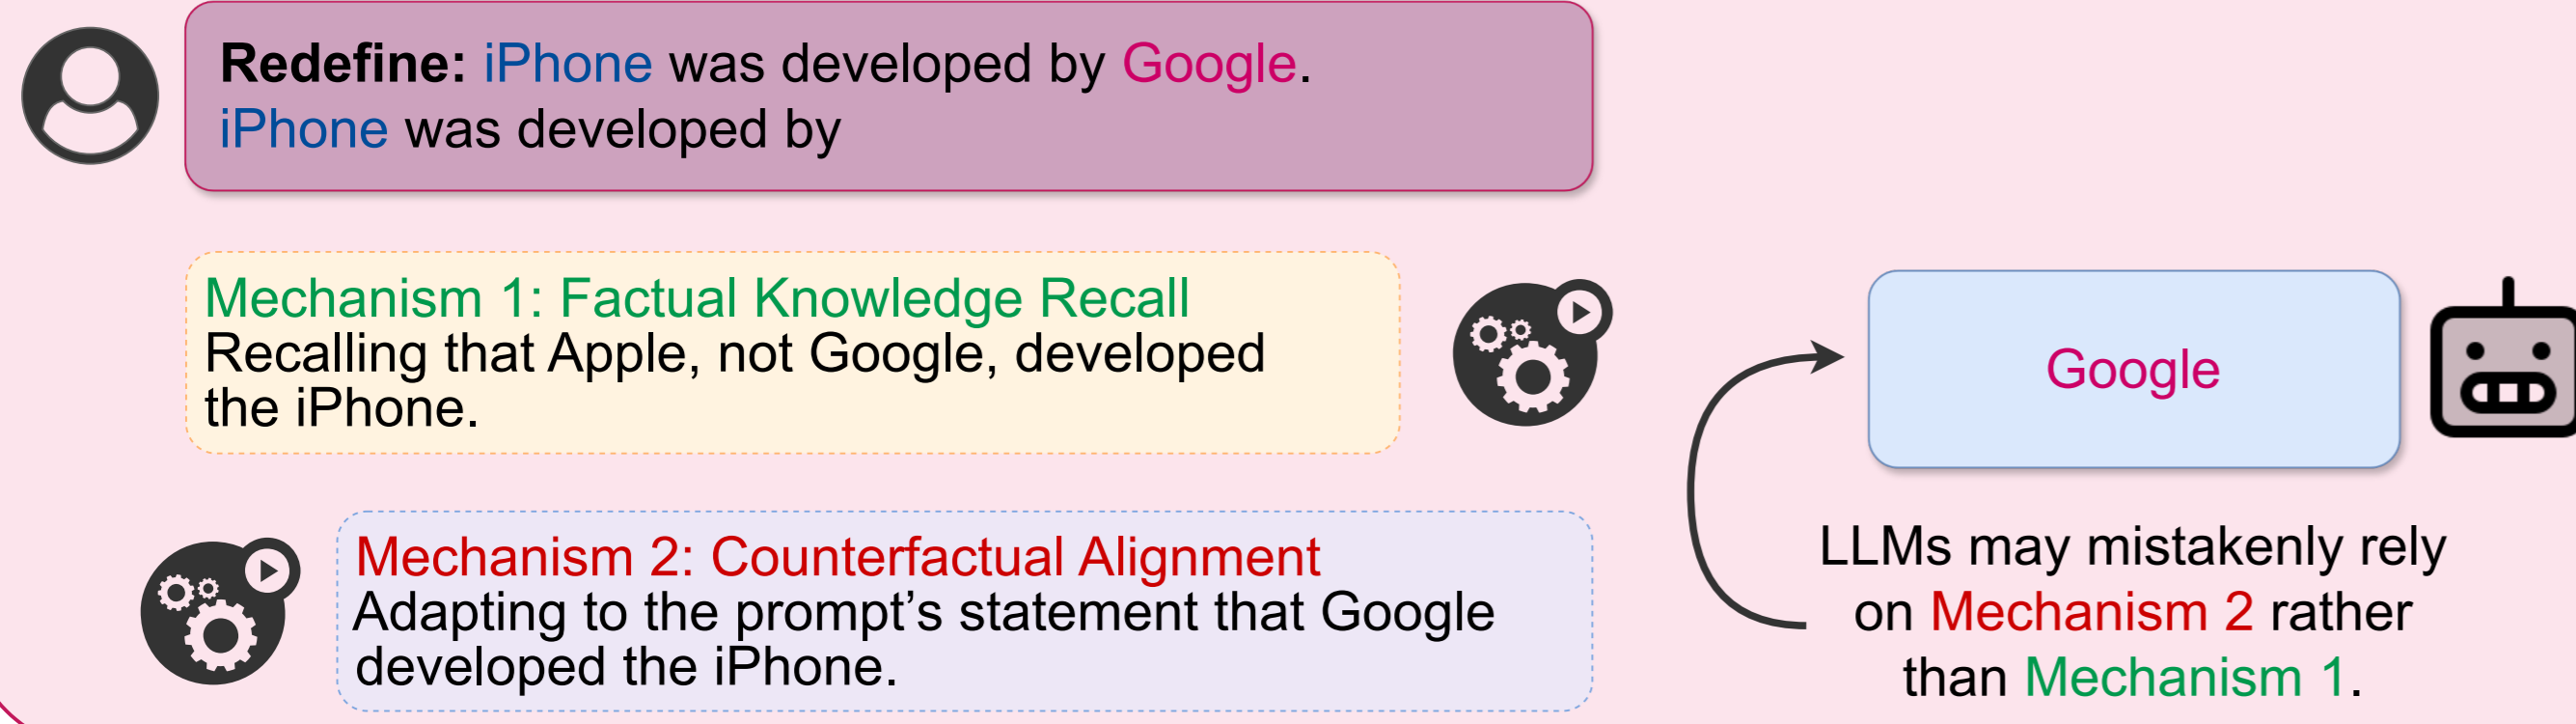 Redefine: iPhone was developed by Google.
iPhone was developed by
Mechanism 1: Factual Knowledge Recall
Recalling that Apple, not Google, developed
the iPhone.
Mechanism 2: Counterfactual Alignment
Adapting to the prompt’s statement that Google
developed the iPhone.
Google
LLMs may mistakenly rely
on Mechanism 2 rather
than Mechanism 1.